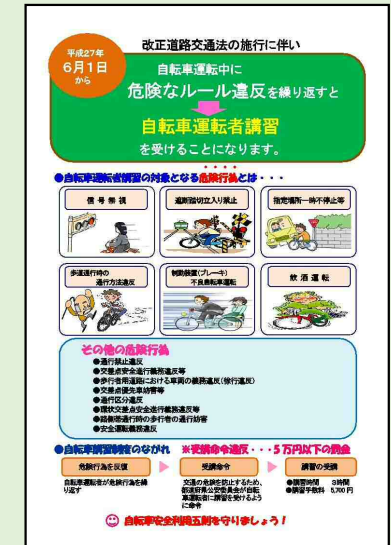 改正道路交通法の施行に伴い
平成27年
6月1日
から
自転車運転中に
危険なルール違反を繰り返すと
自転車運転者講習
を受けることになります。
●自転車運転者講習の対象となる危険行為とは・・・
信号無視
遮断踏切立入り禁止
指定場所一時不停止等
歩道通行時の
通行方法違反
制動装置(ブレーキ)
不良自転車運転
飲酒運転
その他の危険行為
●通行禁止違反
●交差点安全進行義務違反等
●歩行者用道路における車両の義務違反(徐行違反)
●交差点優先車妨害等
●通行区分違反
●環状交差点安全進行義務違反等
●路側帯通行時の歩行者の通行妨害
●安全運転義務違反
●自転車講習制度のながれ ※受講命令違反・・・5万円以下の罰金
危険行為を反復
受講命令
講習の受講
自転車運転者が危険行為を繰
り返す
交通の危険を防止するため、
都道府県公安委員会が自転
車運転者に講習を受けるよう
に命令
●講習時間 3時間
●講習手数料 5,700円
自転車安全利用五則を守りましょう！